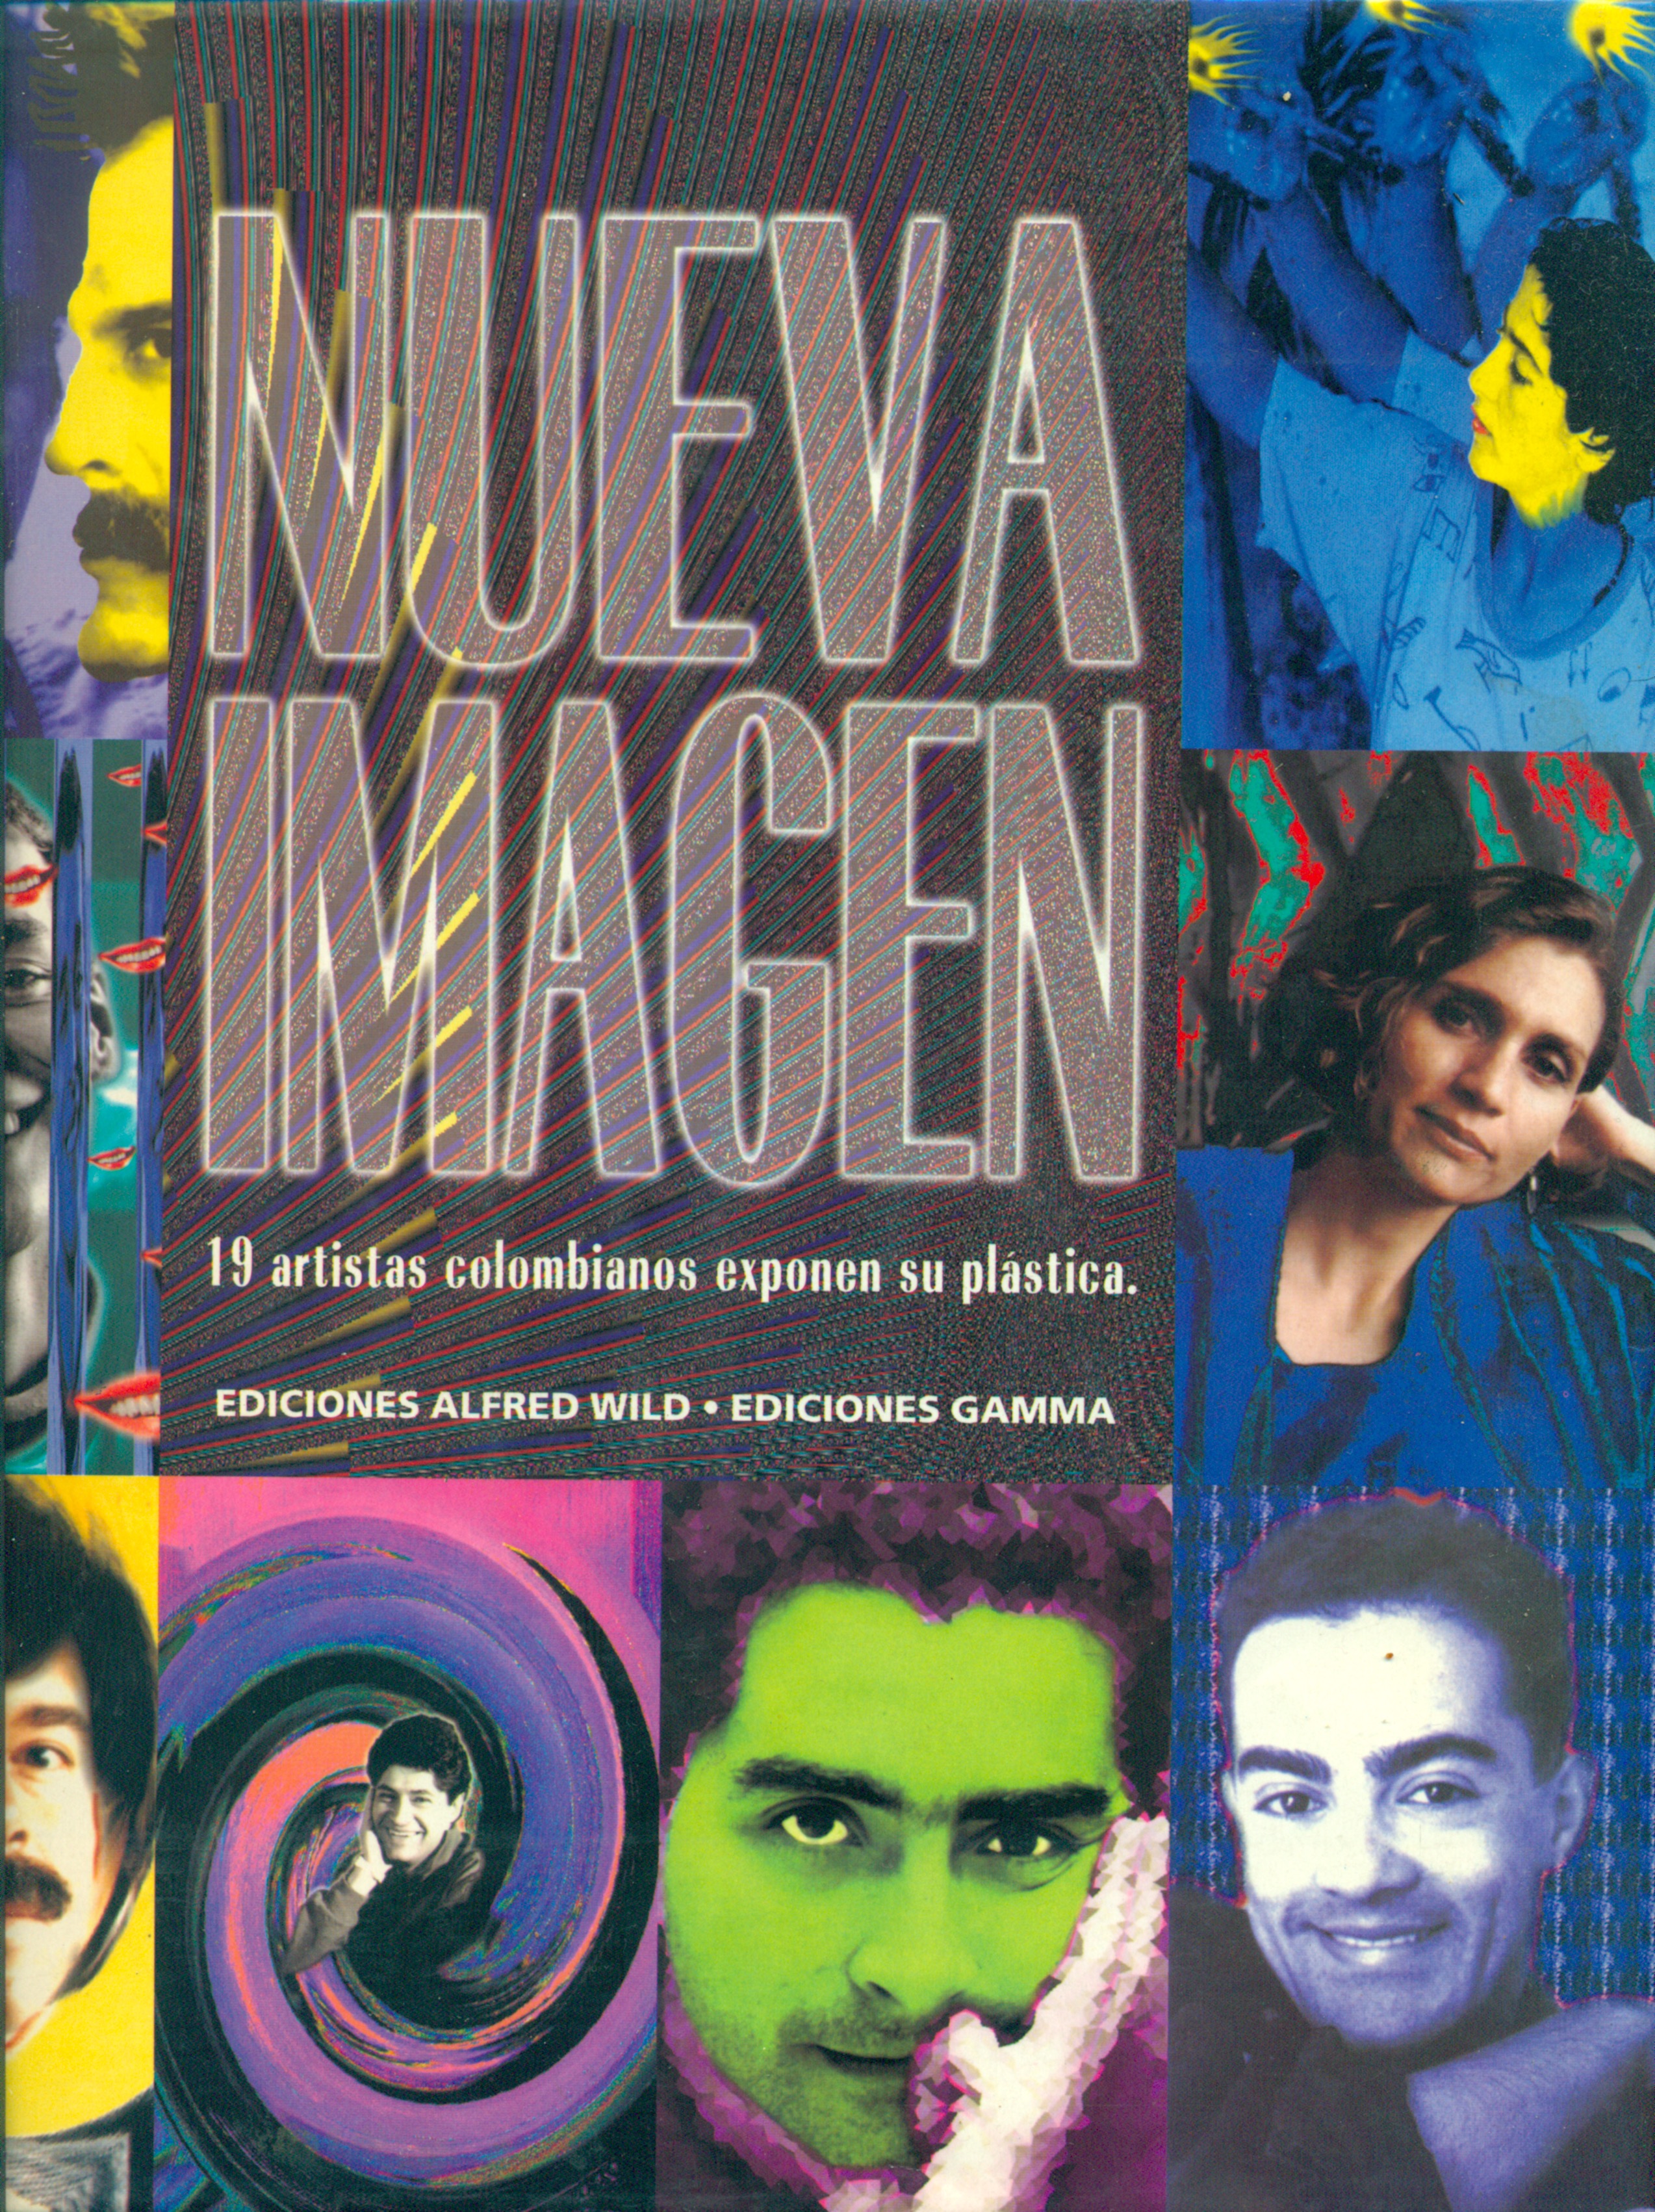 NUEVA
IMAGEN
19 artistas colombianos exponen su plástica.
EDICIONES ALFRED WILD • EDICIONES GAMMA